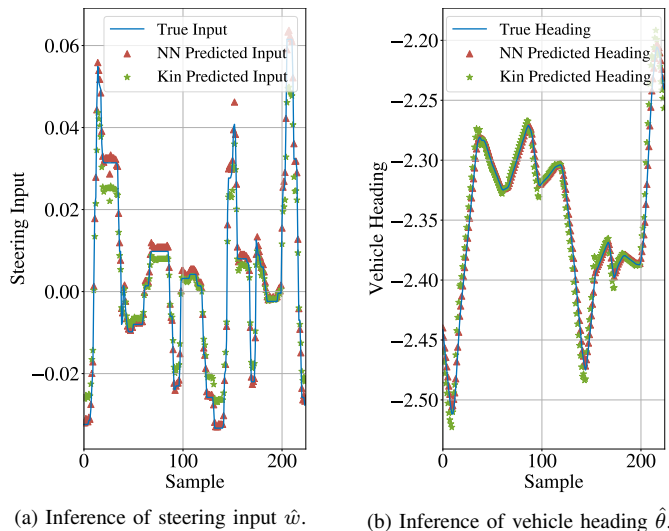 True Input
NN Predicted Input
Kin Predicted Input
0.06
0.04
0.02
0.00
−0.02
Steering Input
0
100
200
Sample
(a) Inference of steering input ŵ.
True Heading
NN Predicted Heading
Kin Predicted Heading
−2.20
−2.25
−2.30
−2.35
−2.40
−2.45
−2.50
Vehicle Heading
0
100
200
Sample
(b) Inference of vehicle heading θ̂.